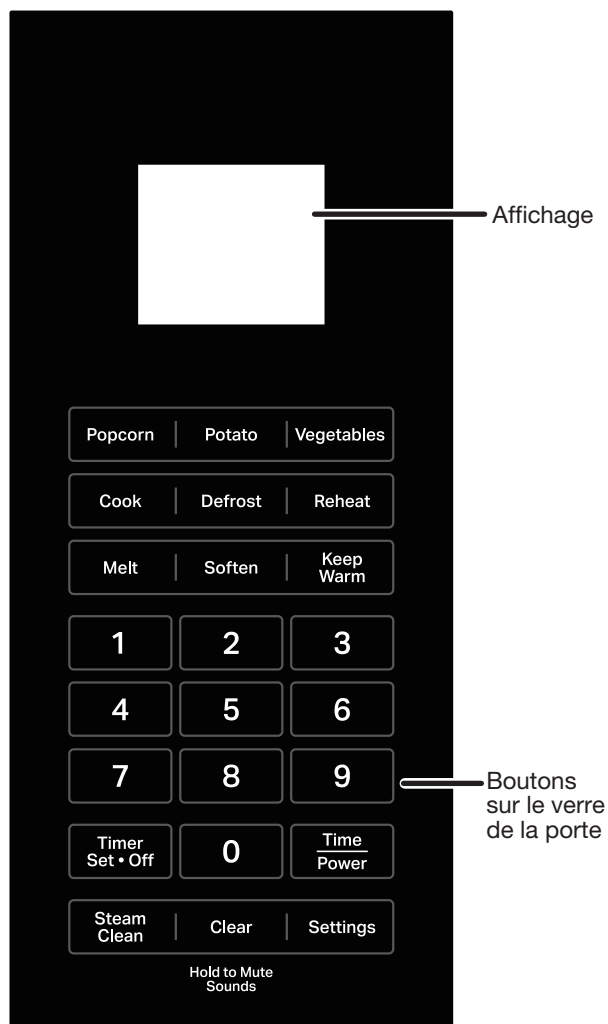 Affichage
Popcorn Potato Vegetables
Cook Defrost Reheat
Melt Soften Keep
Warm
1 2 3
4 5 6
7 8 9
Boutons
sur le verre
de la porte
Timer
Set • Off
0
Time
Power
Steam
Clean
Clear Settings
Hold to Mute
Sounds